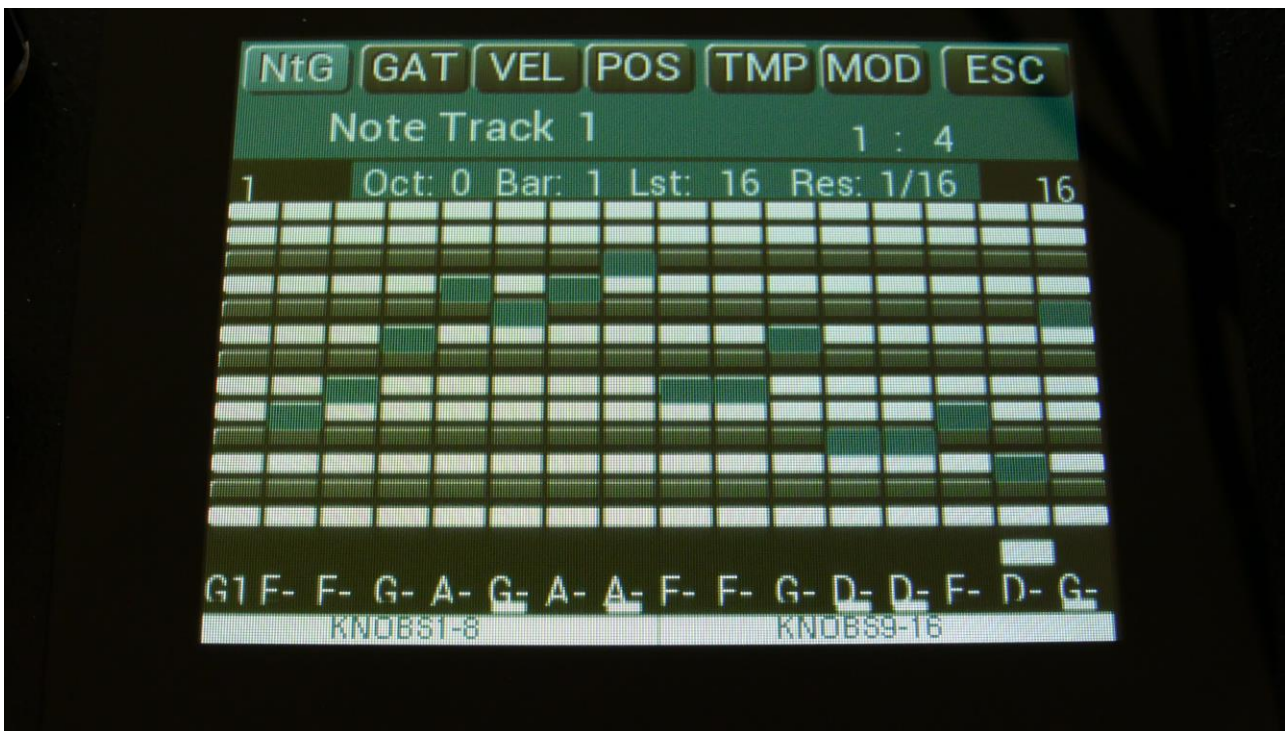 NtG GAT VEL POS TMP MOD ESC
Note Track 1 1 : 4
1 Oct: 0 Bar: 1 Lst: 16 Res: 1/16 16
G1 F- F- G- A- G- A- A- F- F- G- D- D- F- D- G-
KNOBS1-8 KNOBS9-16